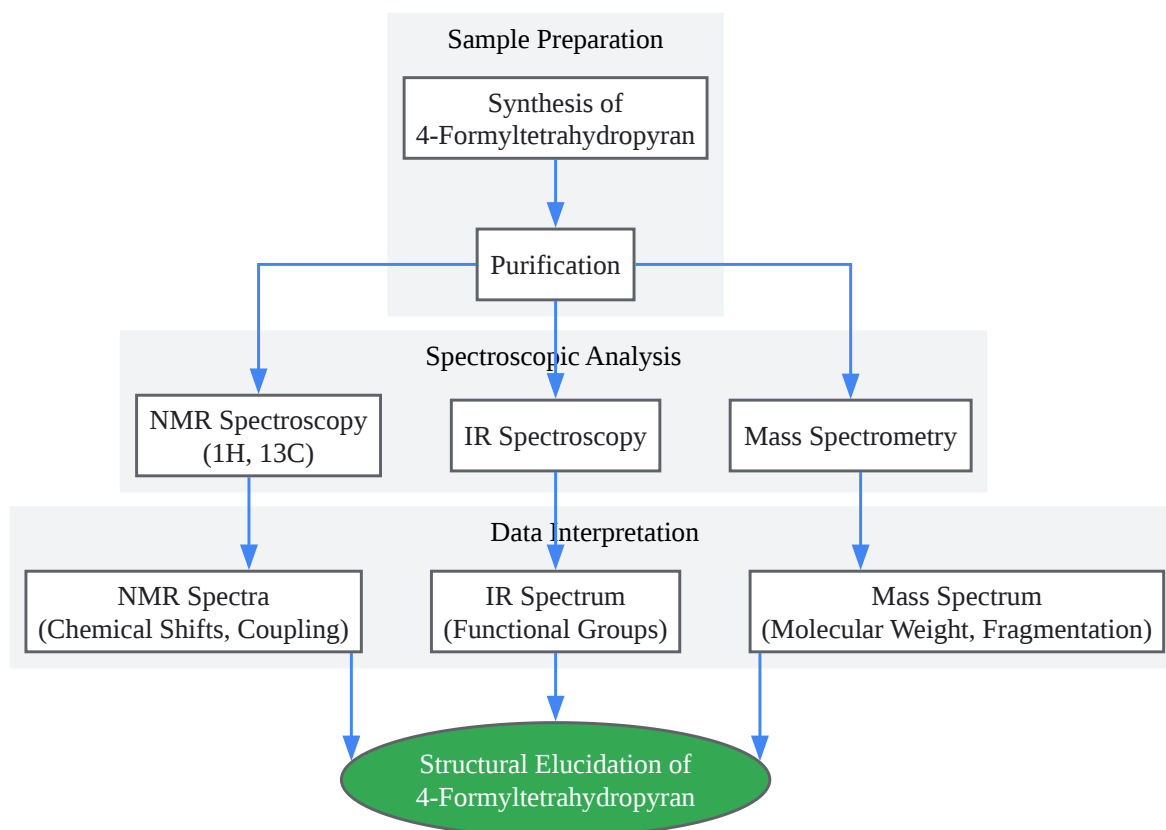 Sample Preparation
Synthesis of
4-Formyltetrahydropyran
Purification
Spectroscopic Analysis
NMR Spectroscopy
(1H, 13C)
IR Spectroscopy
Mass Spectrometry
Data Interpretation
NMR Spectra
(Chemical Shifts, Coupling)
IR Spectrum
(Functional Groups)
Mass Spectrum
(Molecular Weight, Fragmentation)
Structural Elucidation of
4-Formyltetrahydropyran